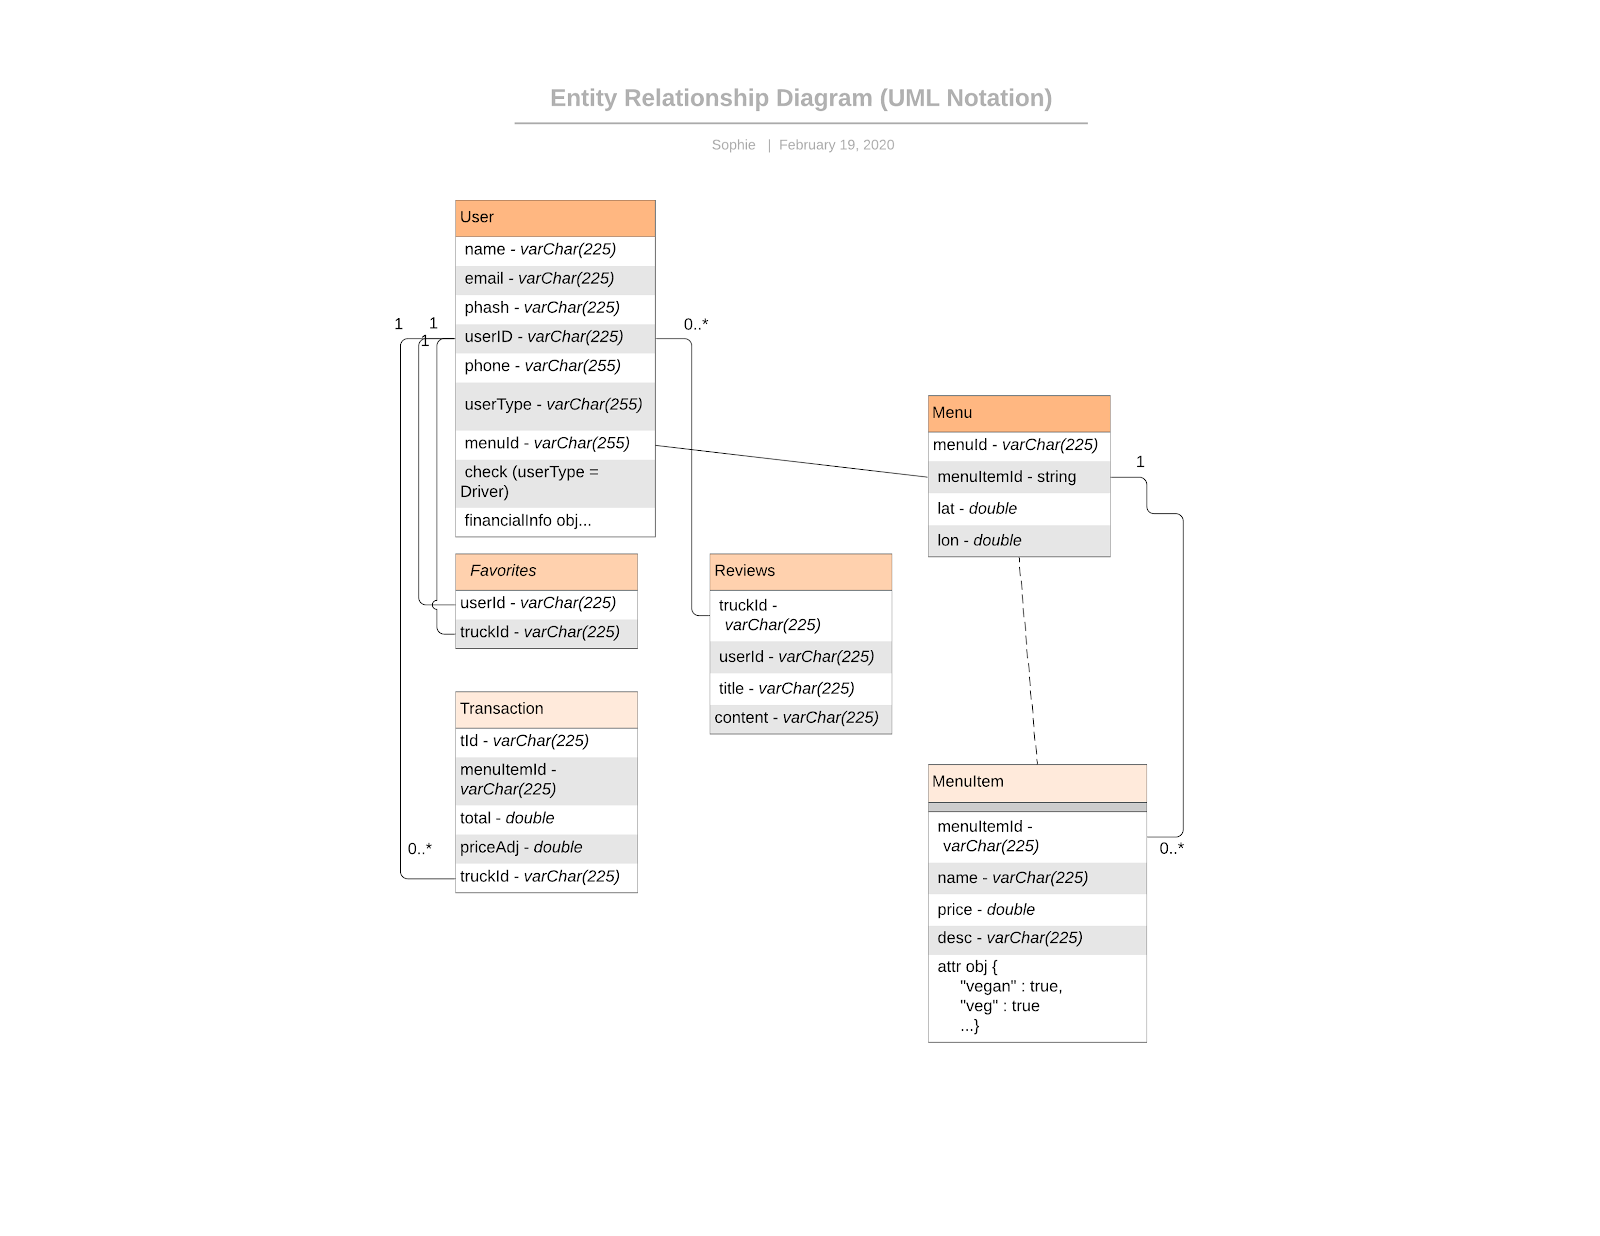 Entity Relationship Diagram (UML Notation)
Sophie | February 19, 2020
User
name - varChar(225)
email - varChar(225)
phash - varChar(225)
userID - varChar(225)
phone - varChar(255)
userType - varChar(255)
menuId - varChar(255)
check (userType =
Driver)
financialInfo obj...
1
1
1
0..*
Favorites
userId - varChar(225)
truckId - varChar(225)
Reviews
truckId -
varChar(225)
userId - varChar(225)
title - varChar(225)
content - varChar(225)
Transaction
tId - varChar(225)
menuItemId -
varChar(225)
total - double
priceAdj - double
truckId - varChar(225)
0..*
Menu
menuId - varChar(225)
menuItemId - string
lat - double
lon - double
1
MenuItem
menuItemId -
varChar(225)
name - varChar(225)
price - double
desc - varChar(225)
attr obj {
"vegan" : true,
"veg" : true
...}
0..*